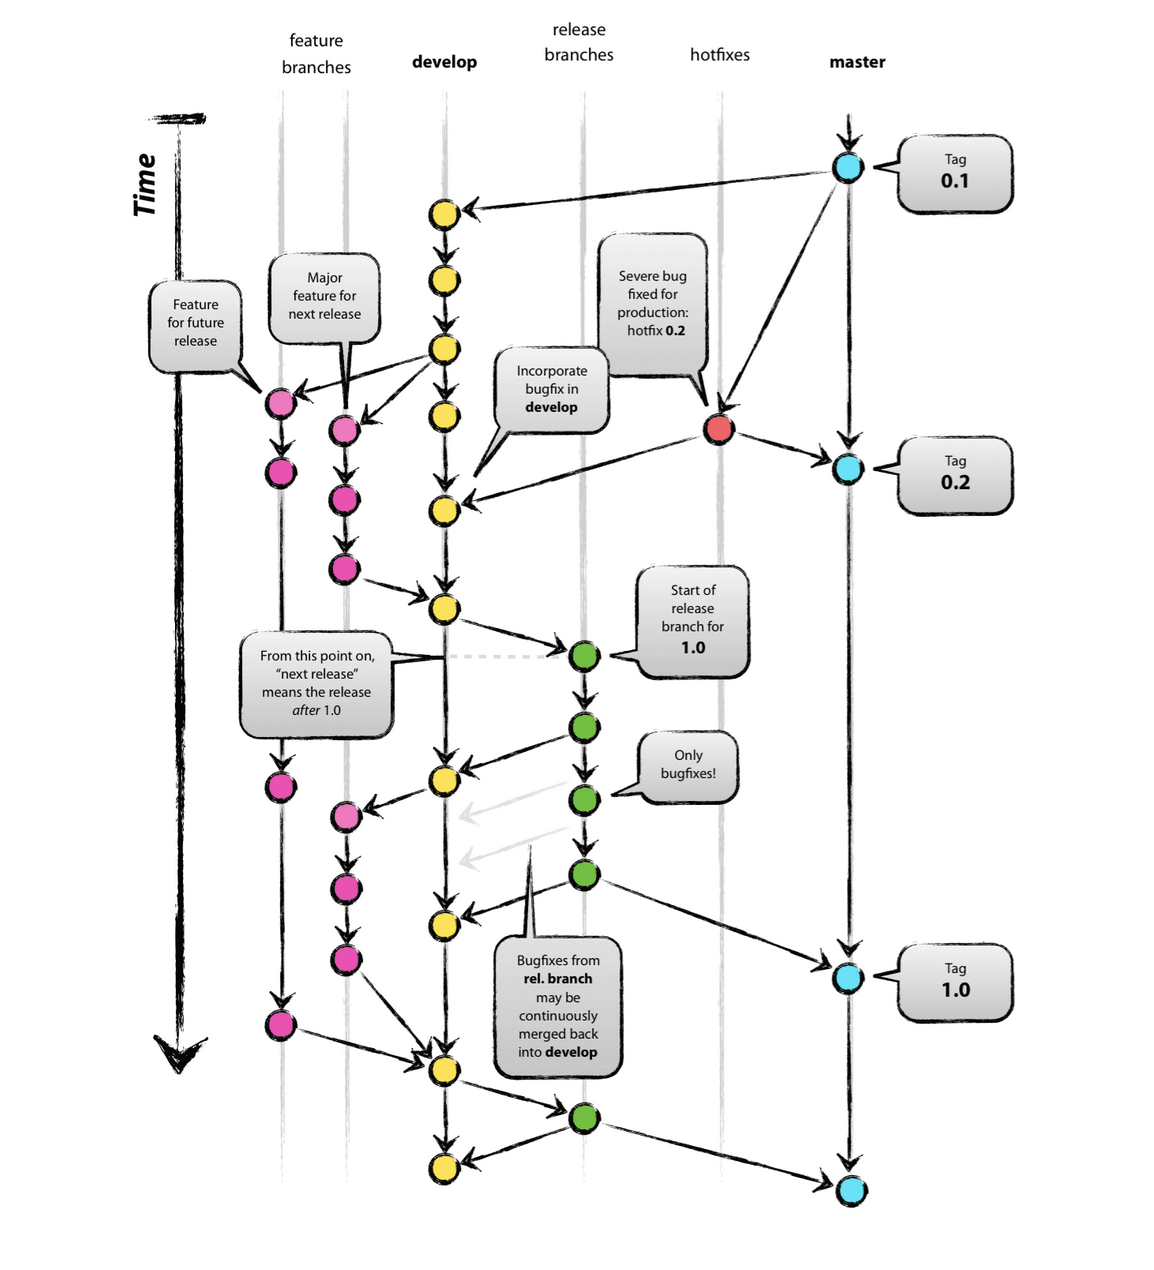 feature
branches
develop
release
branches
hotfixes
master
Time
Tag
0.1
Feature
for future
release
Major
feature for
next release
Severe bug
fixed for
production:
hotfix 0.2
Incorporate
bugfix in
develop
Tag
0.2
Start of
release
branch for
1.0
From this point on,
“next release”
means the release
after 1.0
Only
bugfixes!
Bugfixes from
rel. branch
may be
continuously
merged back
into develop
Tag
1.0